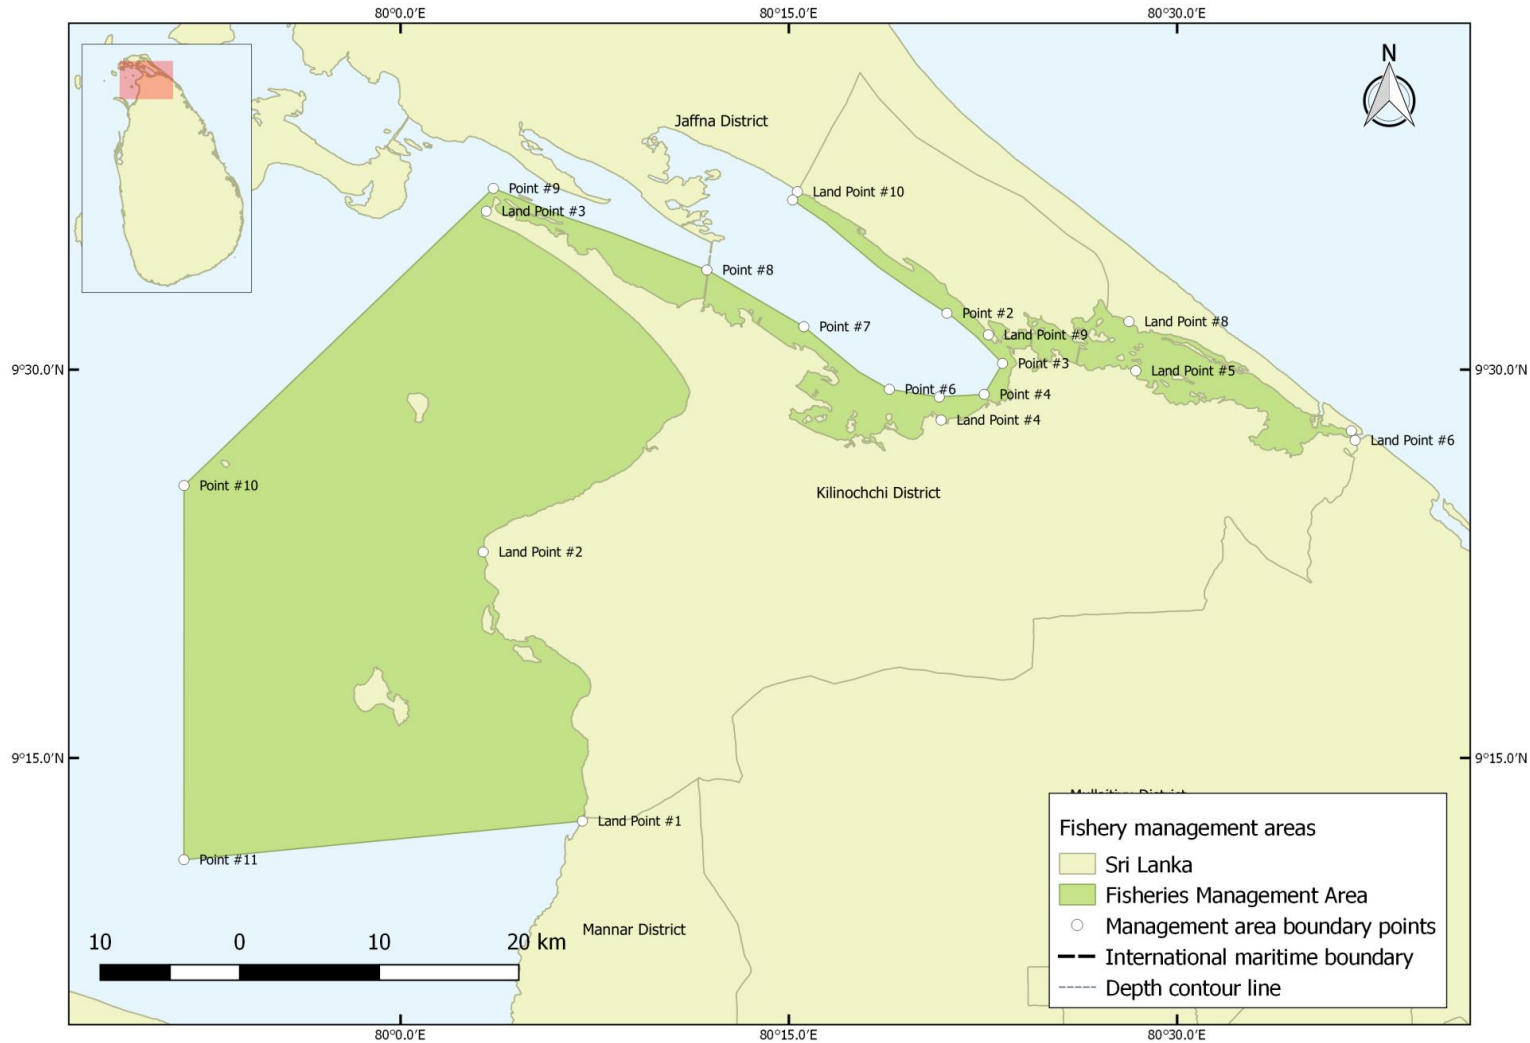 80°0.0'E 80°15.0'E 80°30.0'E
N
Jaffna District
Point #9
Land Point #3
Land Point #10
Point #8
Point #2
Land Point #8
Point #7
Land Point #9
9°30.0'N
Point #3
Land Point #5
9°30.0'N
Point #6
Point #4
Land Point #4
Land Point #6
Point #10
Kilinochchi District
Land Point #2
9°15.0'N
9°15.0'N
Land Point #1
Point #11
Mannar District
Fishery management areas
Sri Lanka
Fisheries Management Area
Management area boundary points
International maritime boundary
Depth contour line
10 0 10 20 km
80°0.0'E 80°15.0'E 80°30.0'E